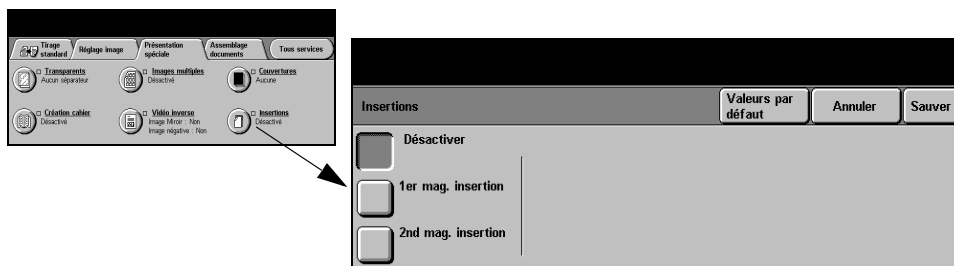 Tirage standard
Réglage image
Présentation spéciale
Assemblage documents
Tous services
Transparents
Aucun séparateur
Images multiples
Désactivé
Couvertures
Aucune
Création cahier
Désactivé
Vidéo inverse
Image Miroir : Non
Image négative : Non
Insertions
Désactivé
Insertions
Valeurs par défaut
Annuler
Sauver
Désactiver
1er mag. insertion
2nd mag. insertion